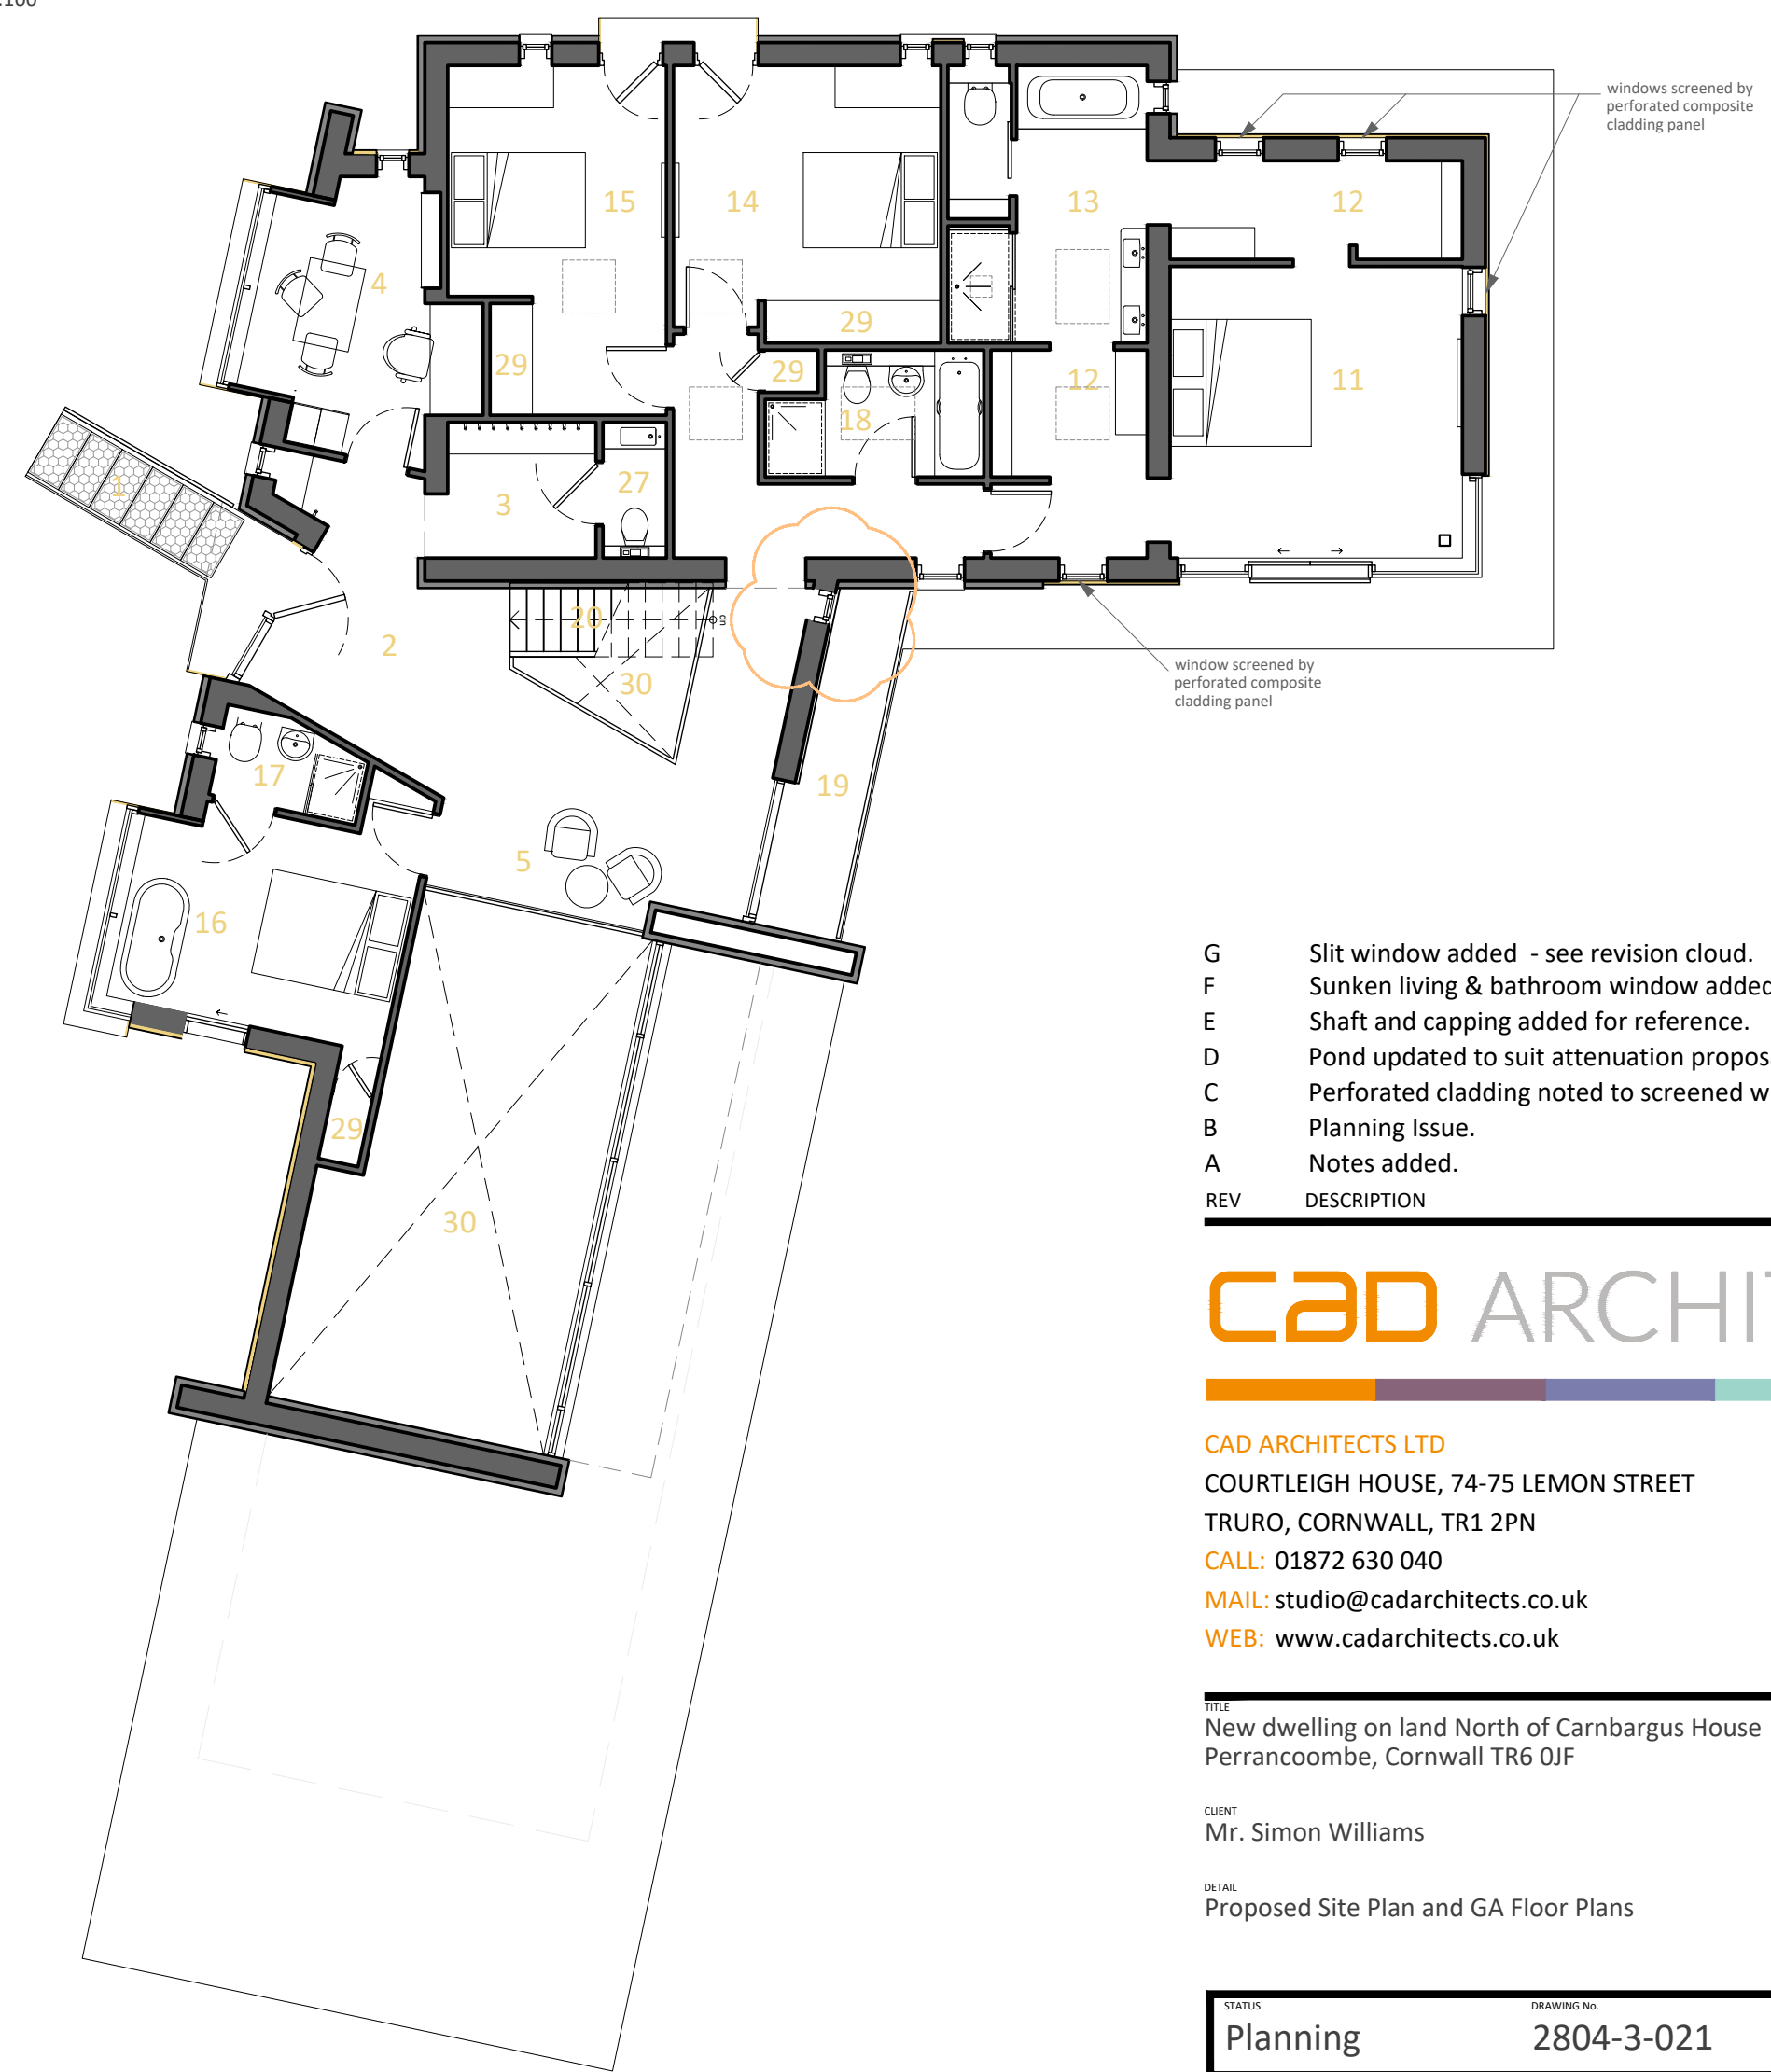 :100
windows screened by
perforated composite
cladding panel
15
14
13
12
4
29
29
29
12
11
18
1
3
27
2
20
dn
30
window screened by
perforated composite
cladding panel
17
19
5
16
29
30
G Slit window added - see revision cloud.
F Sunken living & bathroom window added
E Shaft and capping added for reference.
D Pond updated to suit attenuation propos
C Perforated cladding noted to screened w
B Planning Issue.
A Notes added.
REV DESCRIPTION
CAD ARCHIT
CAD ARCHITECTS LTD
COURTLEIGH HOUSE, 74-75 LEMON STREET
TRURO, CORNWALL, TR1 2PN
CALL: 01872 630 040
MAIL: studio@cadarchitects.co.uk
WEB: www.cadarchitects.co.uk
TITLE
New dwelling on land North of Carnbargus House
Perrancoombe, Cornwall TR6 0JF
CLIENT
Mr. Simon Williams
DETAIL
Proposed Site Plan and GA Floor Plans
STATUS DRAWING No.
Planning 2804-3-021